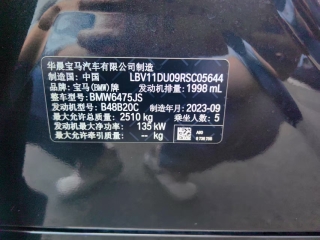 华晨宝马汽车有限公司制造
制造国: 中国 LBV11DU09RSC05644
品牌: 宝马(BMW)牌 发动机排量: 1998 mL
整车型号: BMW6475JS
发动机型号: B48B20C 制造年月: 2023-09
最大允许总质量: 2510 kg 乘坐人数: 5
发动机最大净功率: 135 kW
最大允许牵引质量: -- kg